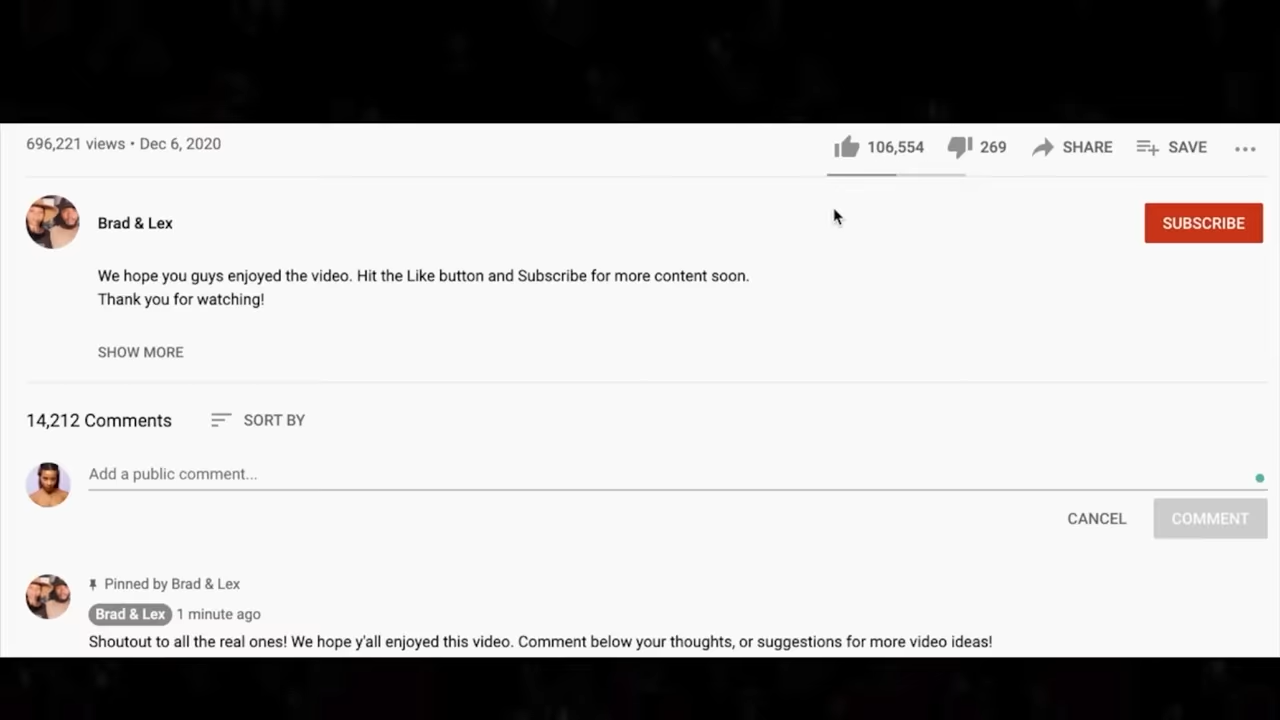 696,221 views • Dec 6, 2020
106,554
269
SHARE
SAVE
Brad & Lex
SUBSCRIBE
We hope you guys enjoyed the video. Hit the Like button and Subscribe for more content soon.
Thank you for watching!
SHOW MORE
14,212 Comments
SORT BY
Add a public comment...
CANCEL
COMMENT
Pinned by Brad & Lex
Brad & Lex 1 minute ago
Shoutout to all the real ones! We hope y'all enjoyed this video. Comment below your thoughts, or suggestions for more video ideas!